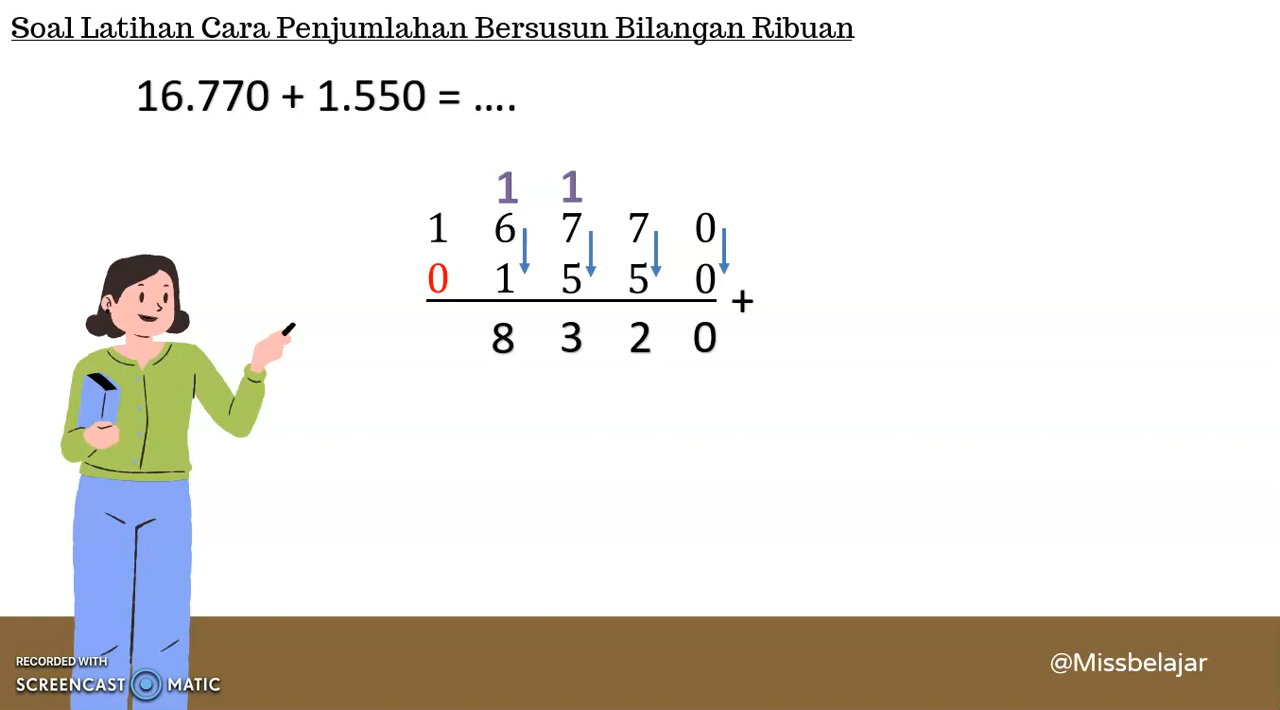 Soal Latihan Cara Penjumlahan Bersusun Bilangan Ribuan
16.770 + 1.550 = ....
1 1
1 6 7 7 0
0 1 5 5 0
+
8 3 2 0
RECORDED WITH
SCREENCAST MATIC
@Missbelajar